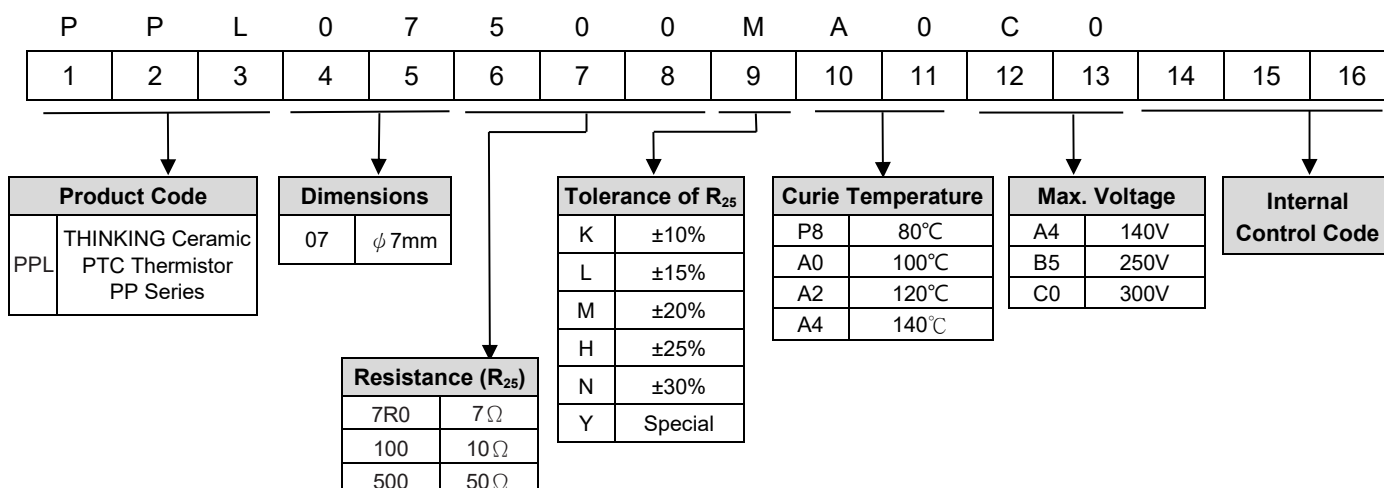 P P L 0 7 5 0 0 M A 0 C 0
1 2 3 4 5 6 7 8 9 10 11 12 13 14 15 16
Product Code
PPL THINKING Ceramic
PTC Thermistor
PP Series
Dimensions
07 φ7mm
Resistance (R25)
7R0 7Ω
100 10Ω
500 50Ω
Tolerance of R25
K ±10%
L ±15%
M ±20%
H ±25%
N ±30%
Y Special
Curie Temperature
P8 80℃
A0 100℃
A2 120℃
A4 140℃
Max. Voltage
A4 140V
B5 250V
C0 300V
Internal
Control Code